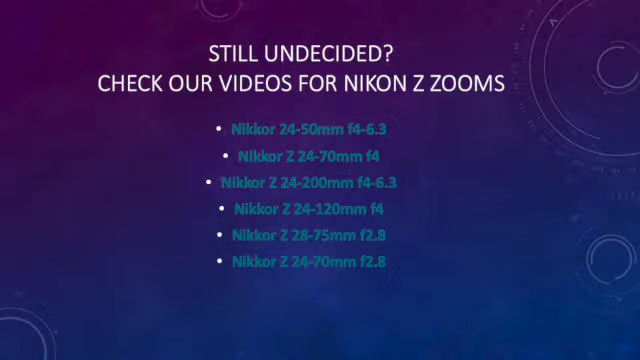 STILL UNDECIDED?
CHECK OUR VIDEOS FOR NIKON Z ZOOMS
• Nikkor 24-50mm f4-6.3
• Nikkor Z 24-70mm f4
• Nikkor Z 24-200mm f4-6.3
• Nikkor Z 24-120mm f4
• Nikkor Z 28-75mm f2.8
• Nikkor Z 24-70mm f2.8